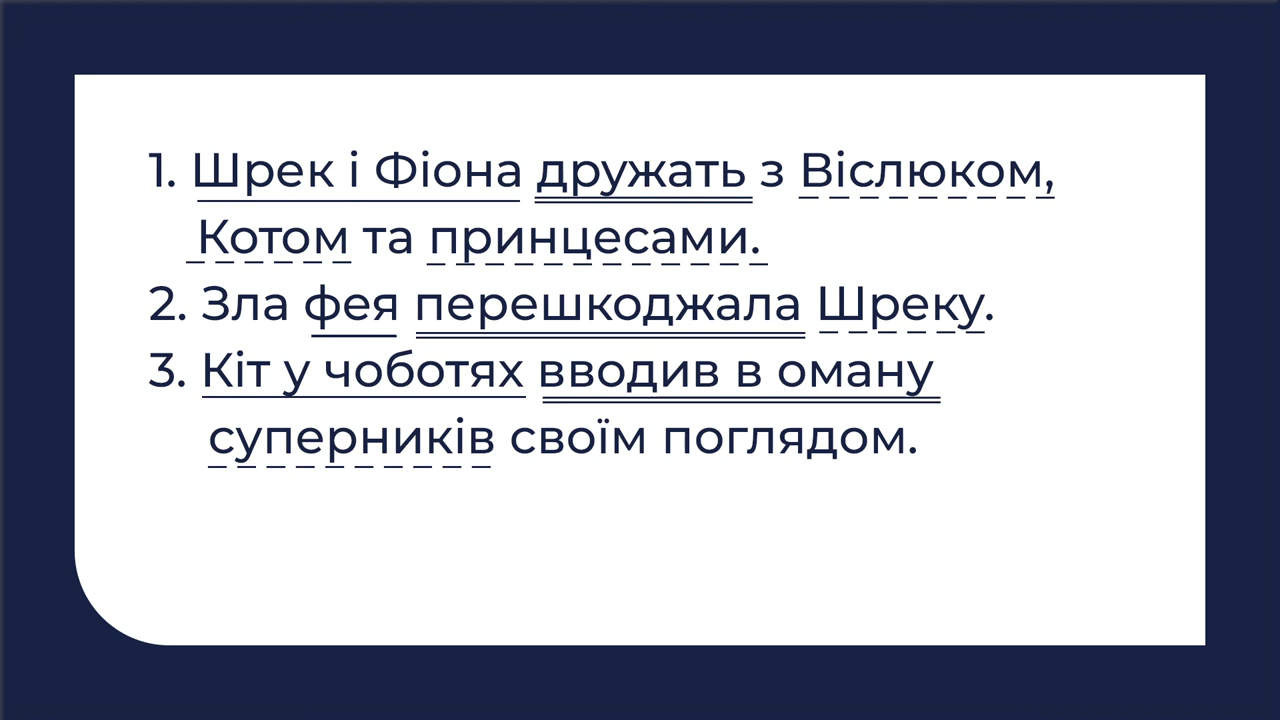 1. Шрек і Фіона дружать з Віслюком,
Котом та принцесами.
2. Зла фея перешкоджала Шреку.
3. Кіт у чоботях вводив в оману
суперників своїм поглядом.